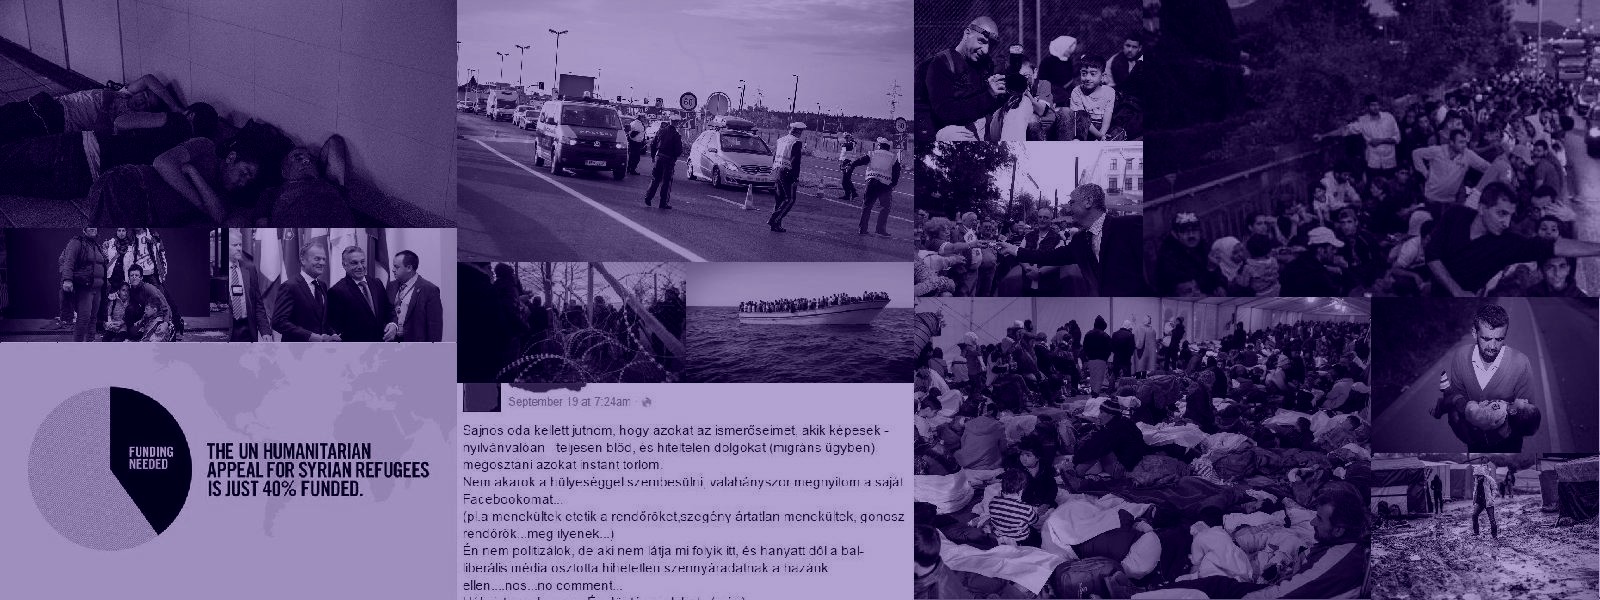 FUNDING
NEEDED
THE UN HUMANITARIAN
APPEAL FOR SYRIAN REFUGEES
IS JUST 40% FUNDED.
September 19 at 7:24am
Sajnos oda kellett jutnom, hogy azokat az ismerőseimet, akik képesek -
nyilvánvalóan - teljesen blőd, és hiteltelen dolgokat (migráns ügyben)
megosztani azokat instant törlöm.
Nem akarok a hülyeséggel szembesülni, valahányszor megnyitom a saját
Facebookomat...
(pl.a menekültek etetik a rendőröket,szegény ártatlan menekültek, gonosz
rendőrök...meg ilyenek...)
Én nem politizálok, de aki nem látja mi folyik itt, és hanyatt dől a bal-
liberális média osztotta hihetetlen szennyáradatnak a hazánk
ellen....nos...no comment...
60